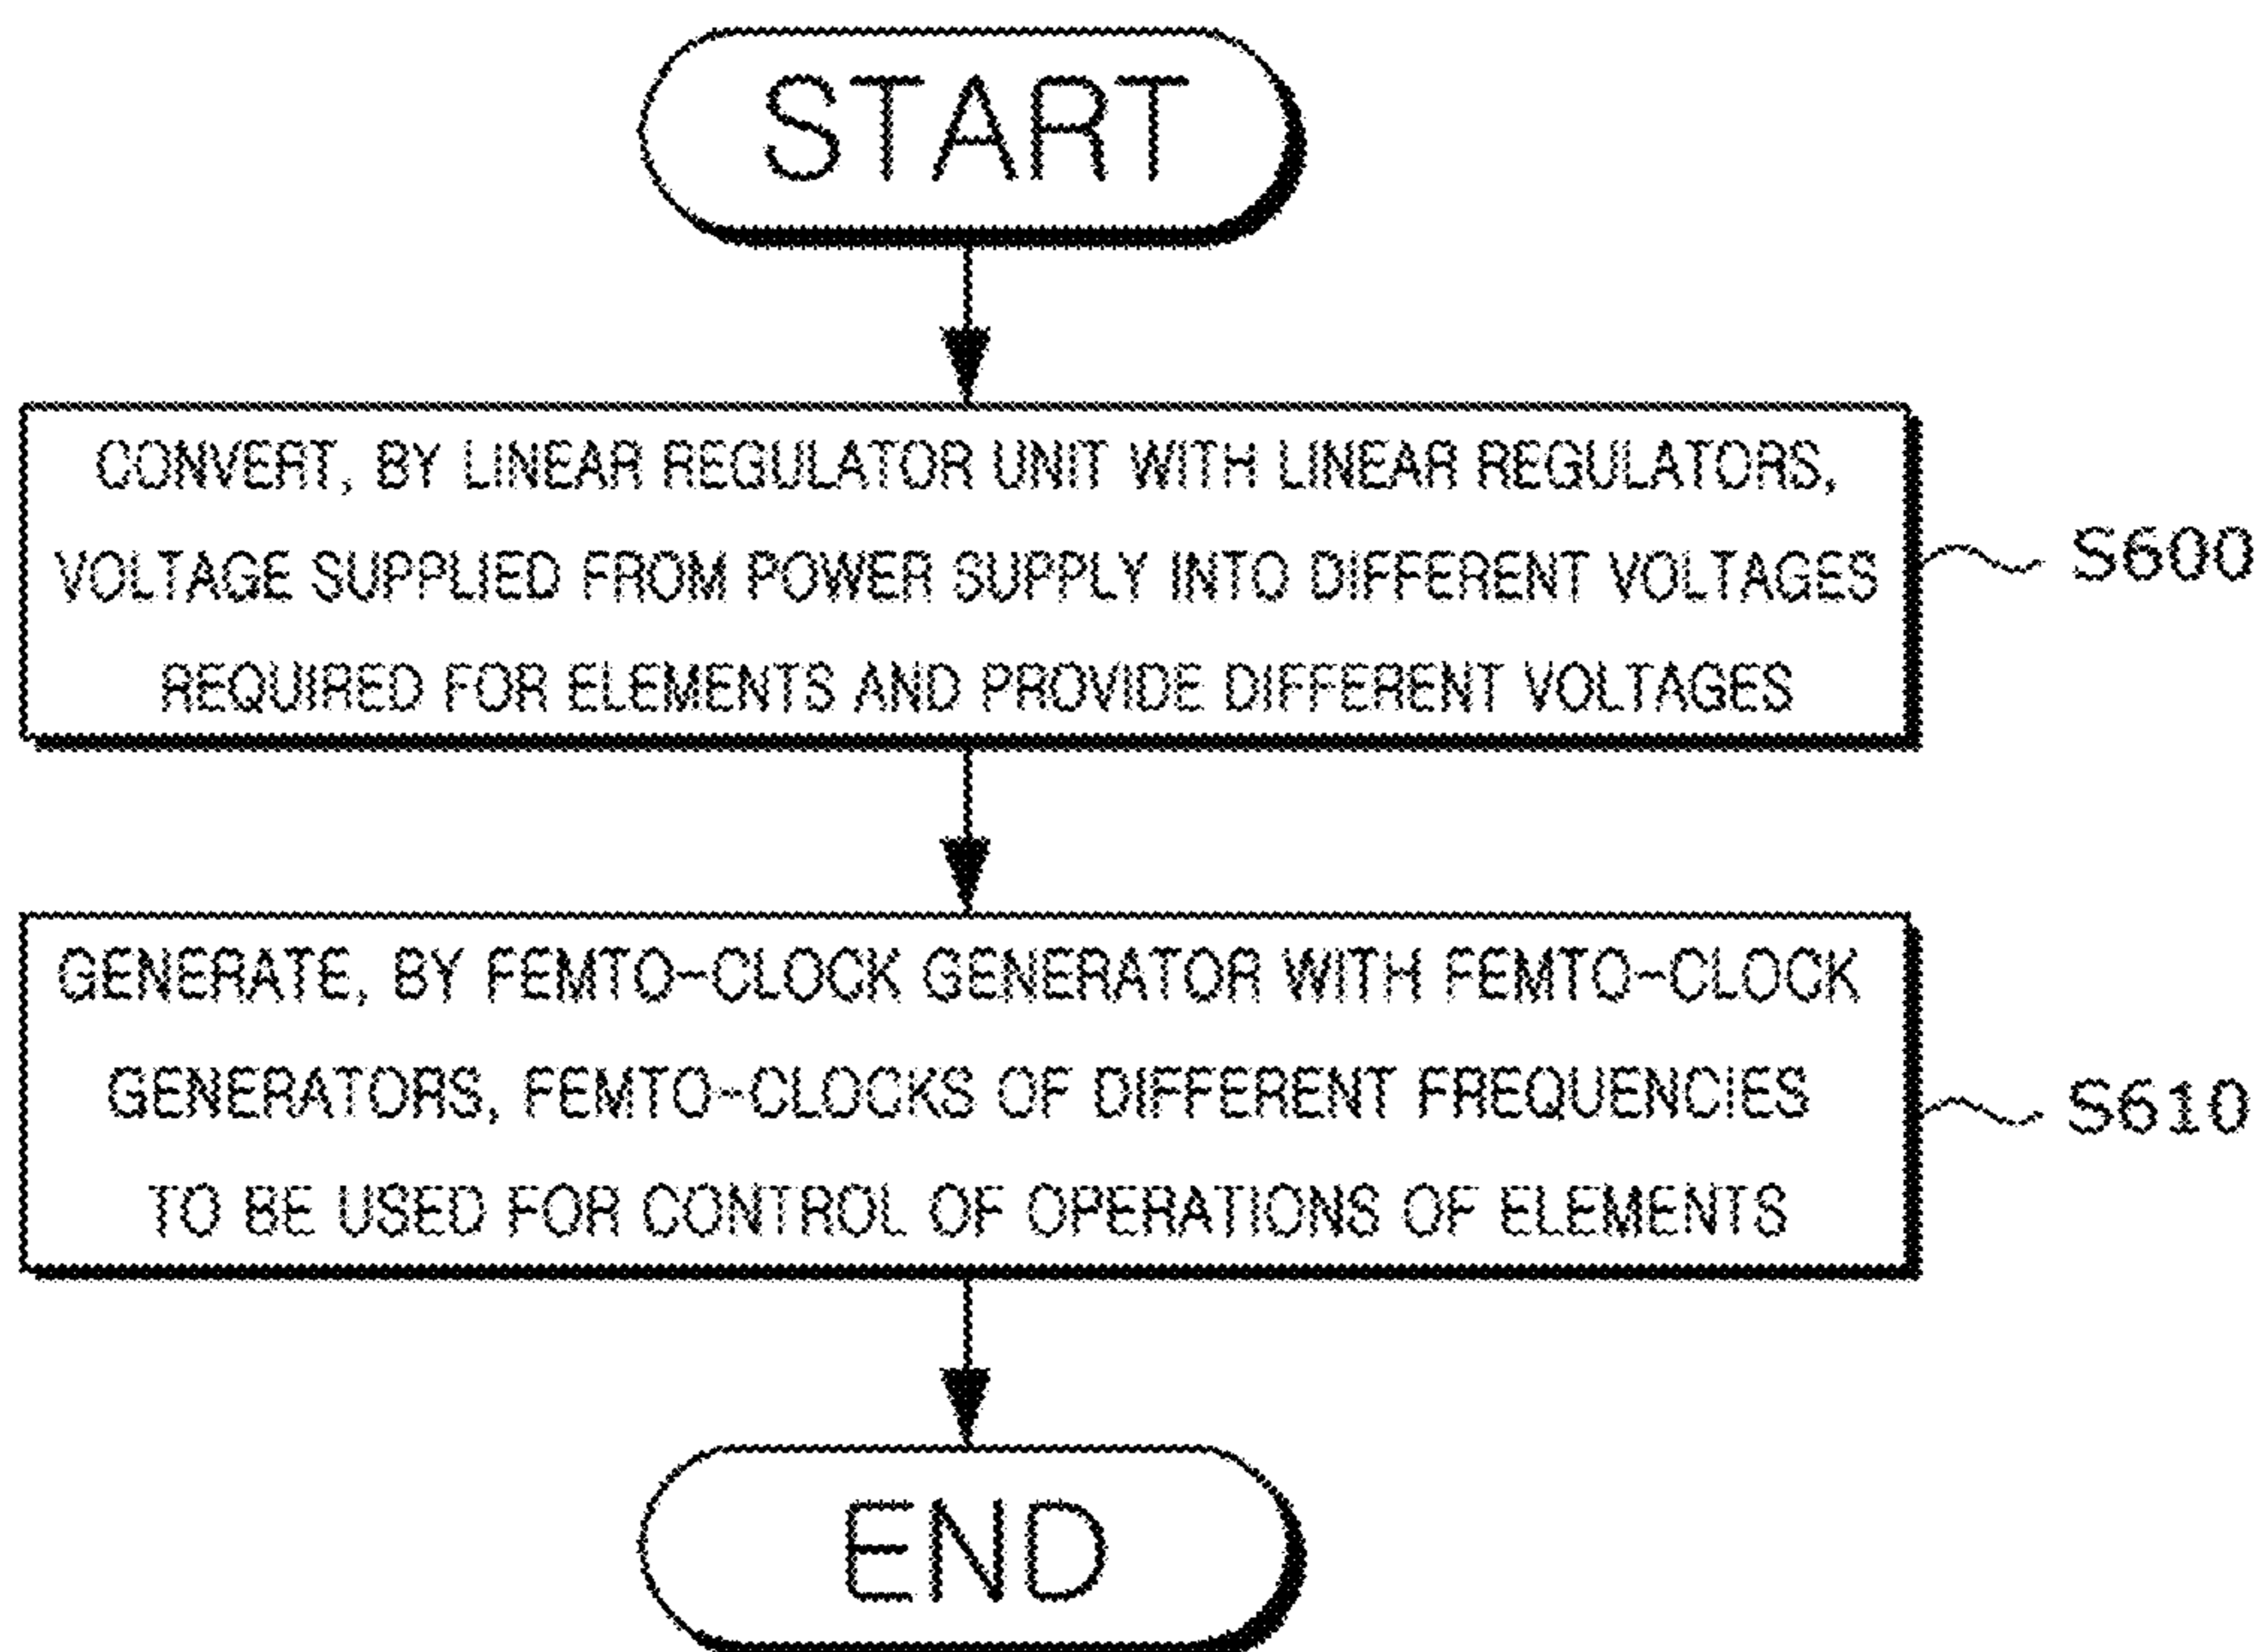 START
CONVERT, BY LINEAR REGULATOR UNIT WITH LINEAR REGULATORS,
VOLTAGE SUPPLIED FROM POWER SUPPLY INTO DIFFERENT VOLTAGES
REQUIRED FOR ELEMENTS AND PROVIDE DIFFERENT VOLTAGES
S600
GENERATE, BY FEMTO-CLOCK GENERATOR WITH FEMTO-CLOCK
GENERATORS, FEMTO-CLOCKS OF DIFFERENT FREQUENCIES
TO BE USED FOR CONTROL OF OPERATIONS OF ELEMENTS
S610
END